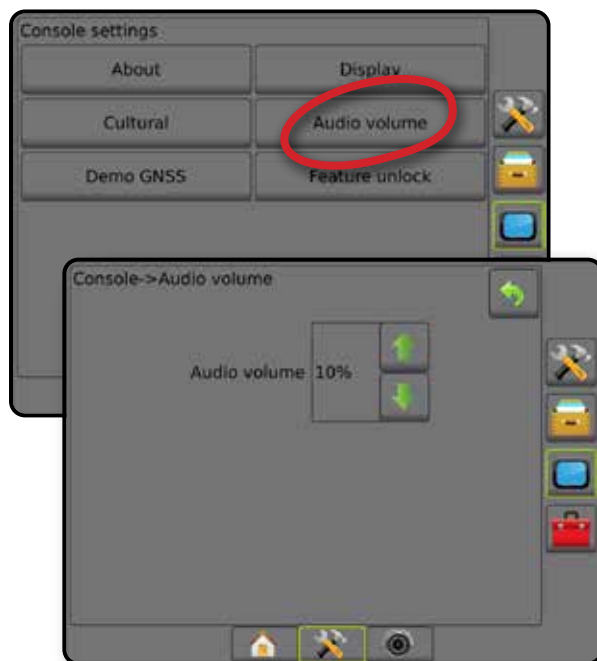 Console settings
About Display
Cultural Audio volume
Demo GNSS Feature unlock
Console->Audio volume
Audio volume 10%